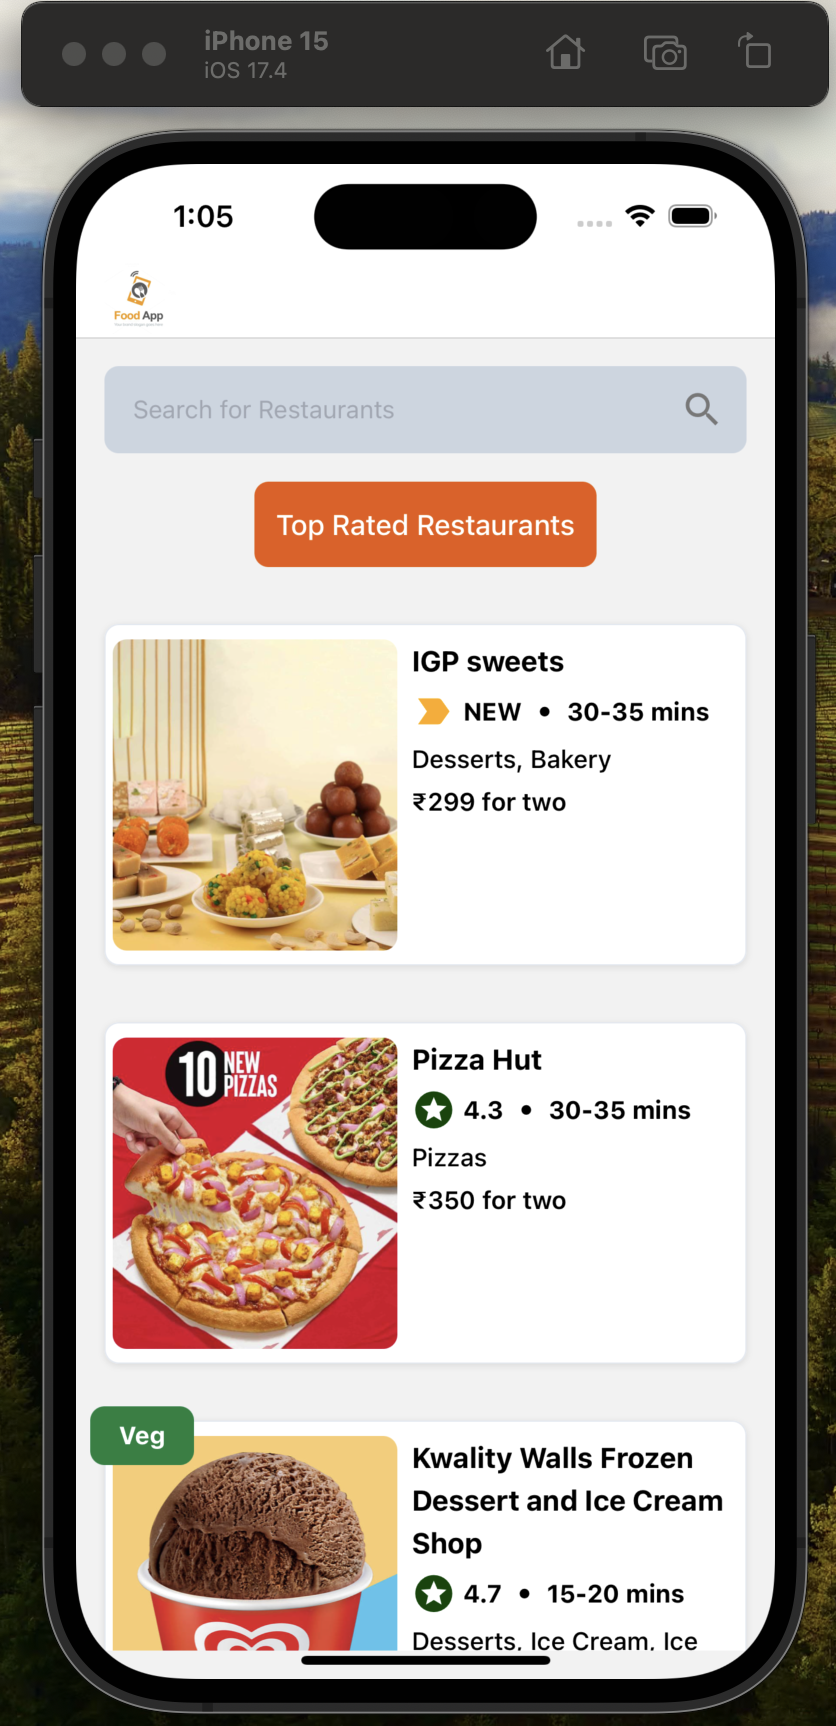 iPhone 15
iOS 17.4
1:05
Food App
Search for Restaurants
Top Rated Restaurants
IGP sweets
NEW • 30-35 mins
Desserts, Bakery
₹299 for two
10 NEW
PIZZAS
Pizza Hut
4.3 • 30-35 mins
Pizzas
₹350 for two
Veg
Kwality Walls Frozen
Dessert and Ice Cream
Shop
4.7 • 15-20 mins
Desserts, Ice Cream, Ice